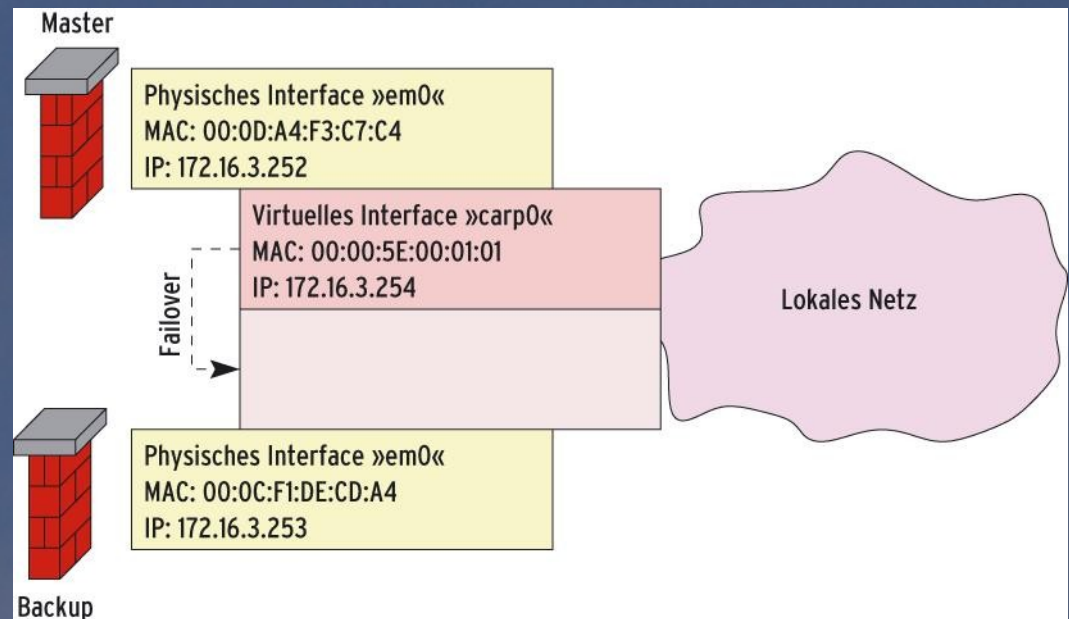 Master
Physisches Interface »em0«
MAC: 00:0D:A4:F3:C7:C4
IP: 172.16.3.252
Virtuelles Interface »carp0«
MAC: 00:00:5E:00:01:01
IP: 172.16.3.254
Failover
Lokales Netz
Physisches Interface »em0«
MAC: 00:0C:F1:DE:CD:A4
IP: 172.16.3.253
Backup